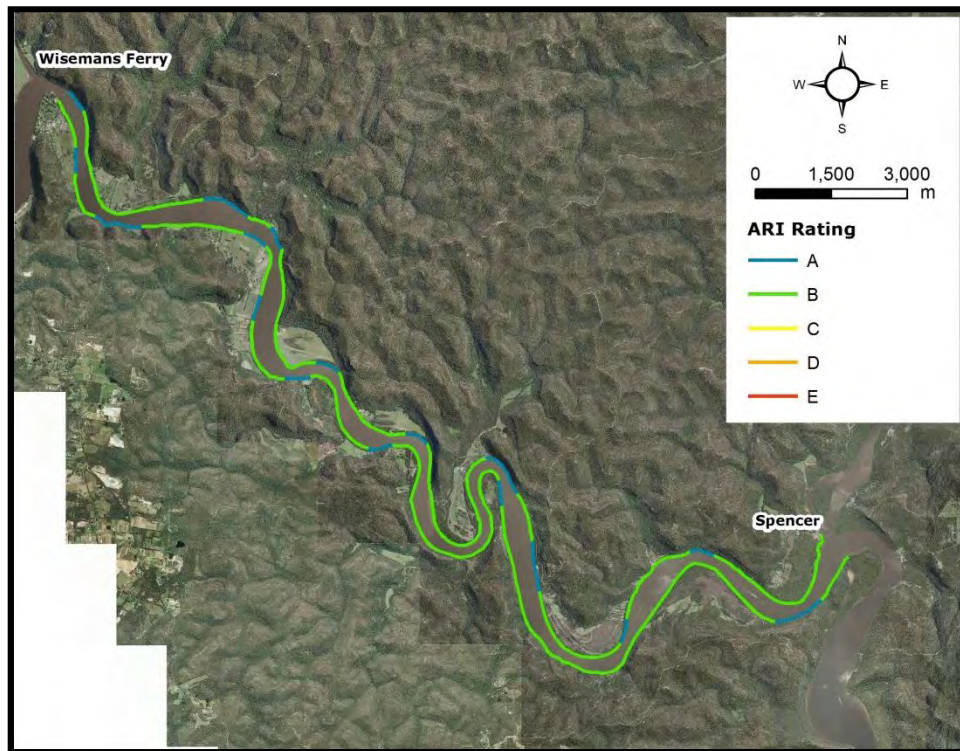 Wisemans Ferry
N
W E
S
0 1,500 3,000
m
ARI Rating
A
B
C
D
E
Spencer